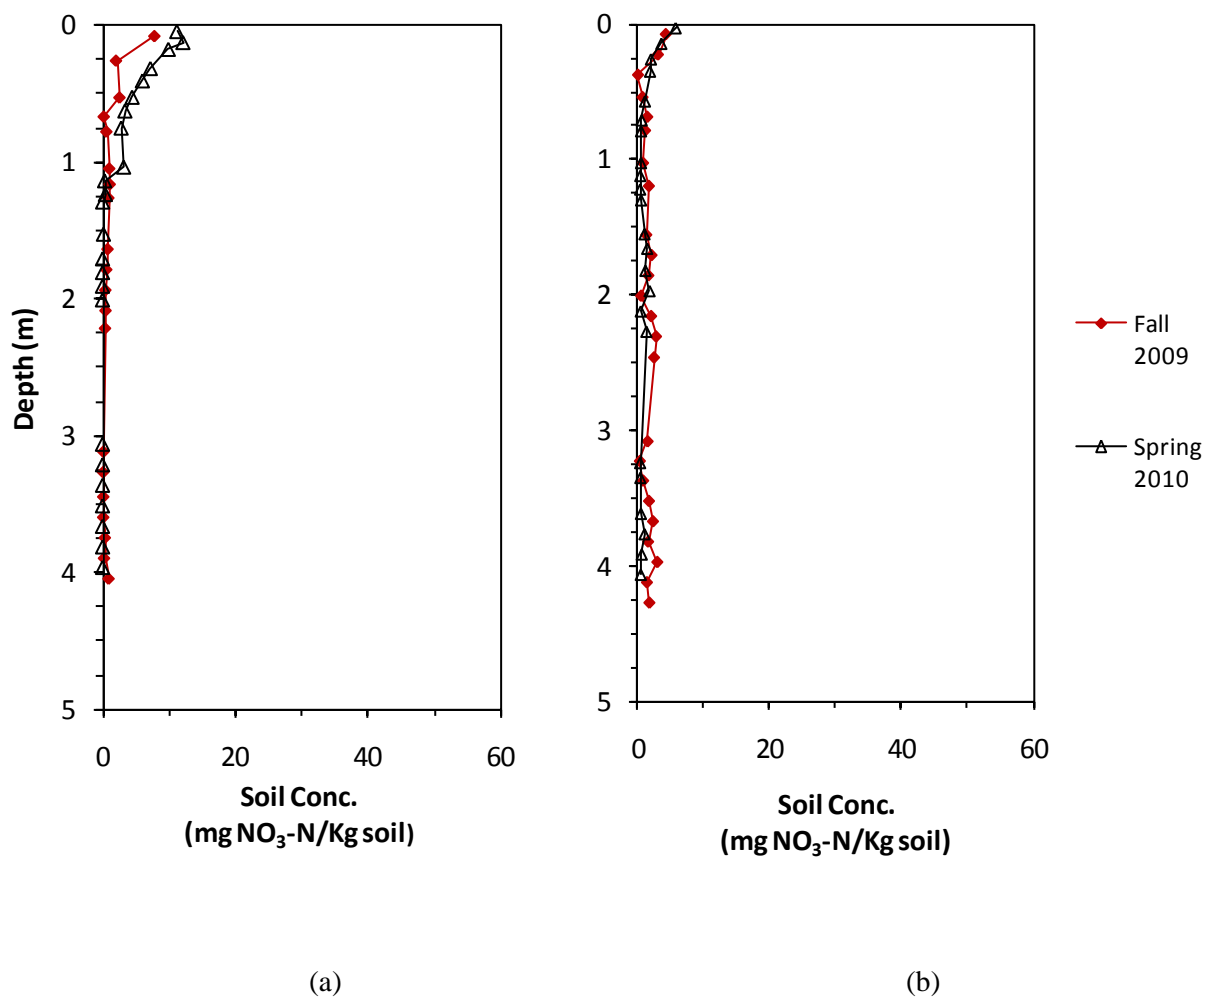 0
1
2
3
4
5
Depth (m)
0 20 40 60
Soil Conc.
(mg NO₃-N/Kg soil)
(a)
0
1
2
3
4
5
0 20 40 60
Soil Conc.
(mg NO₃-N/Kg soil)
(b)
Fall
2009
Spring
2010